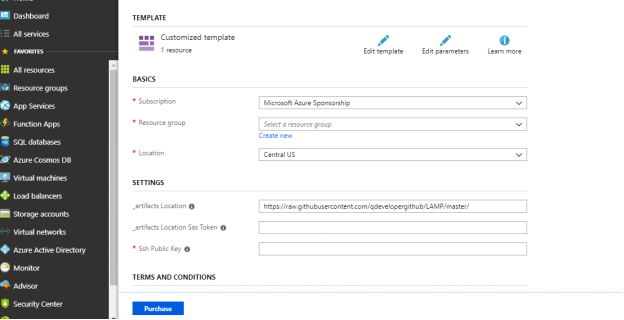 Dashboard
All services
FAVORITES
All resources
Resource groups
App Services
Function Apps
SQL databases
Azure Cosmos DB
Virtual machines
Load balancers
Storage accounts
Virtual networks
Azure Active Directory
Monitor
Advisor
Security Center
TEMPLATE
Customized template
1 resource
Edit template Edit parameters Learn more
BASICS
* Subscription Microsoft Azure Sponsorship
* Resource group Select a resource group
Create new
* Location Central US
SETTINGS
_artifacts Location https://raw.githubusercontent.com/qdevelopergithub/LAMP/master/
_artifacts Location Sas Token
* Ssh Public Key
TERMS AND CONDITIONS
Purchase